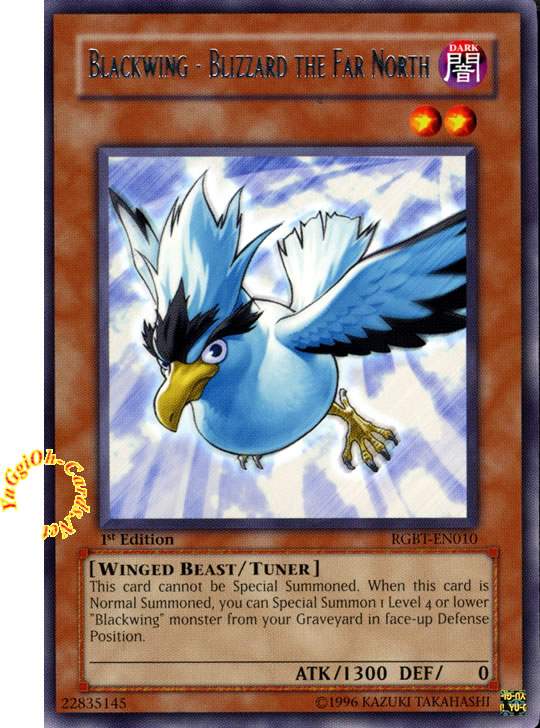 BLACKWING - BLIZZARD THE FAR NORTH
DARK
闇
YuGgiOh-Cards.Net
1st Edition
RGBT-EN010
[WINGED BEAST/TUNER]
This card cannot be Special Summoned. When this card is
Normal Summoned, you can Special Summon 1 Level 4 or lower
"Blackwing" monster from your Graveyard in face-up Defense
Position.
ATK/1300 DEF/ 0
22835145
©1996 KAZUKI TAKAHASHI